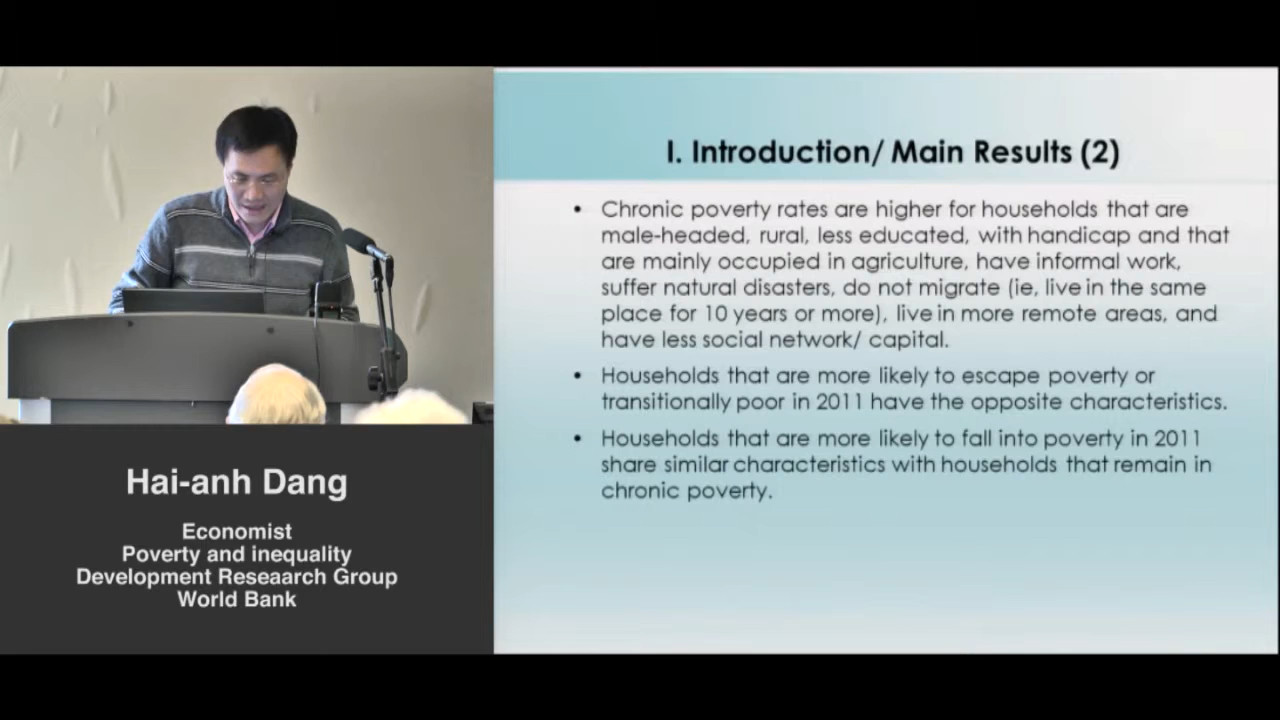 I. Introduction/ Main Results (2)
• Chronic poverty rates are higher for households that are
male-headed, rural, less educated, with handicap and that
are mainly occupied in agriculture, have informal work,
suffer natural disasters, do not migrate (ie, live in the same
place for 10 years or more), live in more remote areas, and
have less social network/ capital.
• Households that are more likely to escape poverty or
transitionally poor in 2011 have the opposite characteristics.
• Households that are more likely to fall into poverty in 2011
share similar characteristics with households that remain in
chronic poverty.
Hai-anh Dang
Economist
Poverty and inequality
Development Reseaarch Group
World Bank